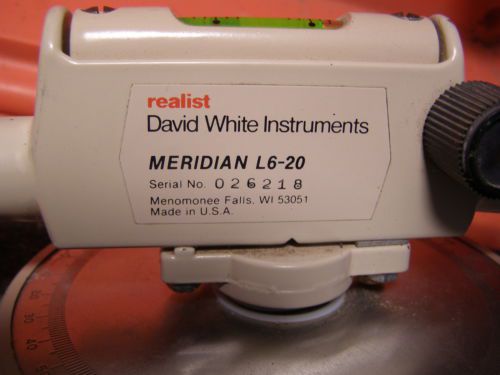 realist
David White Instruments
MERIDIAN L6-20
Serial No. 026218
Menomonee Falls, WI 53051
Made in U.S.A.